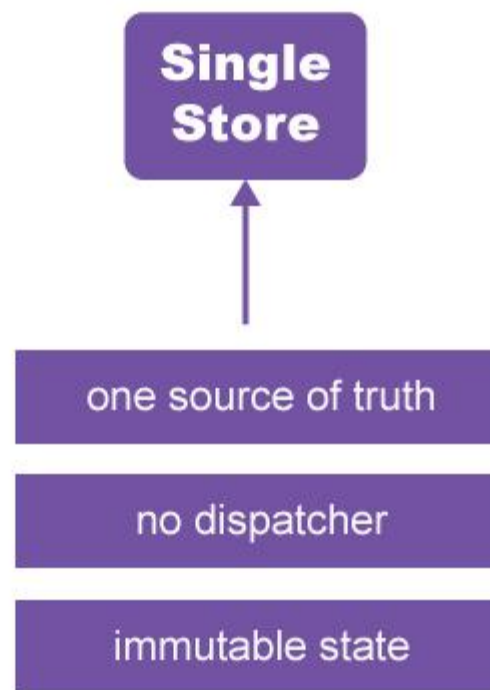 Single
Store
one source of truth
no dispatcher
immutable state